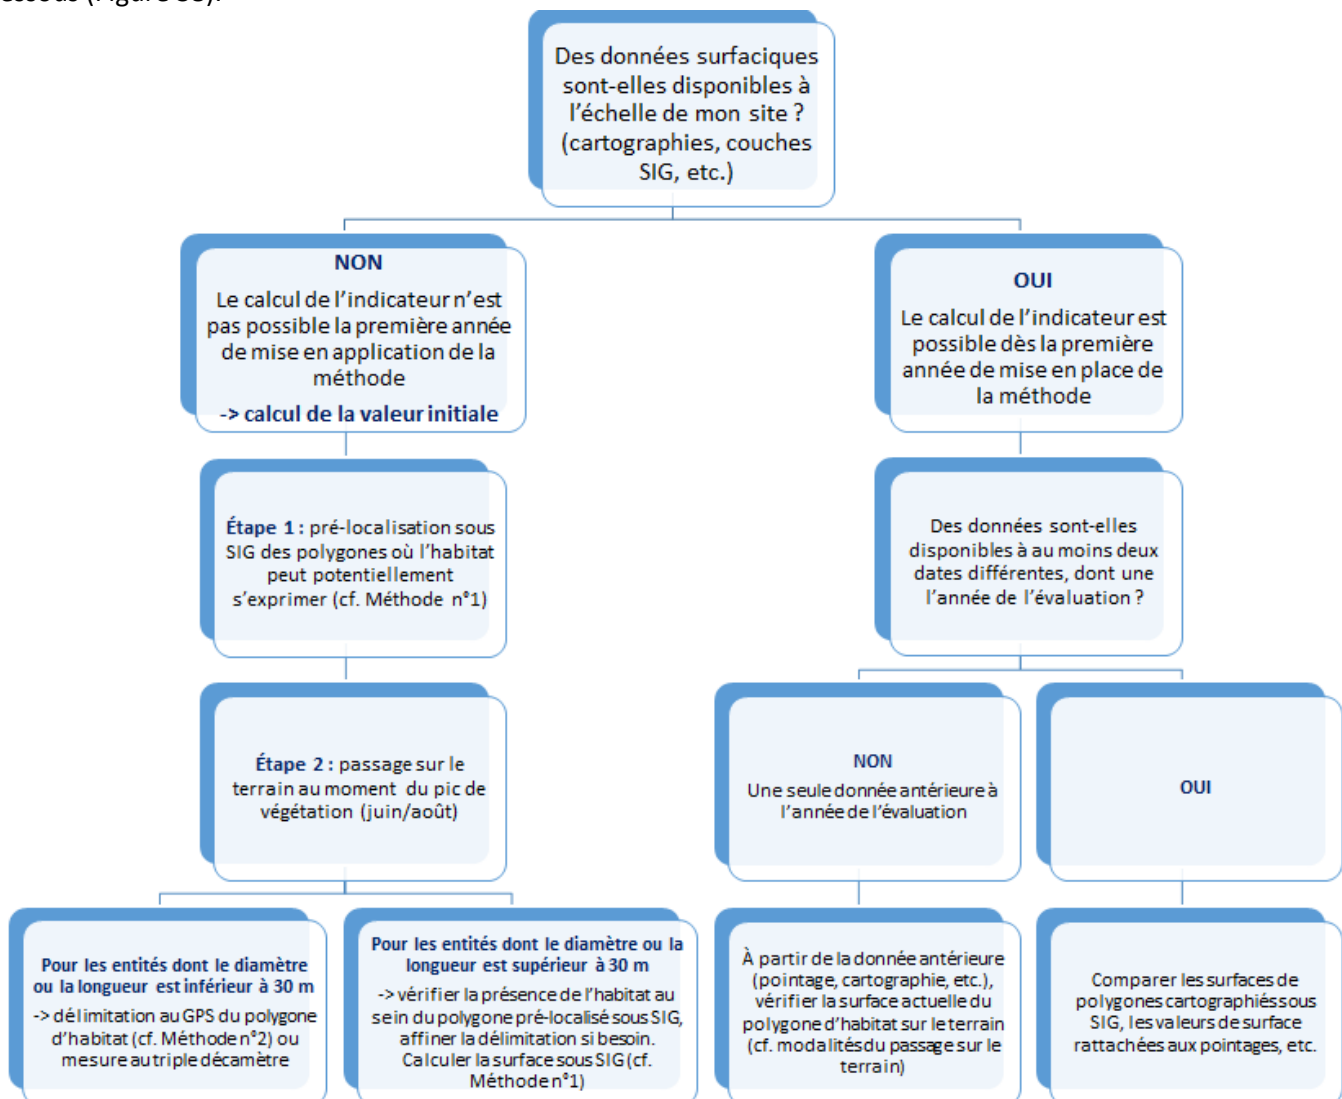 Des données surfaciques
sont-elles disponibles à
l'échelle de mon site ?
(cartographies, couches
SIG, etc.)
NON
Le calcul de l'indicateur n'est
pas possible la première année
de mise en application de la
méthode
-> calcul de la valeur initiale
OUI
Le calcul de l'indicateur est
possible dès la première
année de mise en place de
la méthode
Étape 1 : pré-localisation sous
SIG des polygones où l'habitat
peut potentiellement
s'exprimer (cf. Méthode n°1)
Des données sont-elles
disponibles à au moins deux
dates différentes, dont une
l'année de l'évaluation ?
Étape 2 : passage sur le
terrain au moment du pic de
végétation (juin/août)
NON
Une seule donnée antérieure à
l'année de l'évaluation
OUI
Pour les entités dont le diamètre
ou la longueur est inférieur à 30 m
-> délimitation au GPS du polygone
d'habitat (cf. Méthode n°2) ou
mesure au triple décamètre
Pour les entités dont le diamètre ou la
longueur est supérieur à 30 m
-> vérifier la présence de l'habitat au
sein du polygone pré-localisé sous SIG,
affiner la délimitation si besoin.
Calculer la surface sous SIG (cf.
Méthode n°1)
À partir de la donnée antérieure
(pointage, cartographie, etc.),
vérifier la surface actuelle du
polygone d'habitat sur le terrain
(cf. modalités du passage sur le
terrain)
Comparer les surfaces de
polygones cartographiés sous
SIG, les valeurs de surface
rattachées aux pointages, etc.